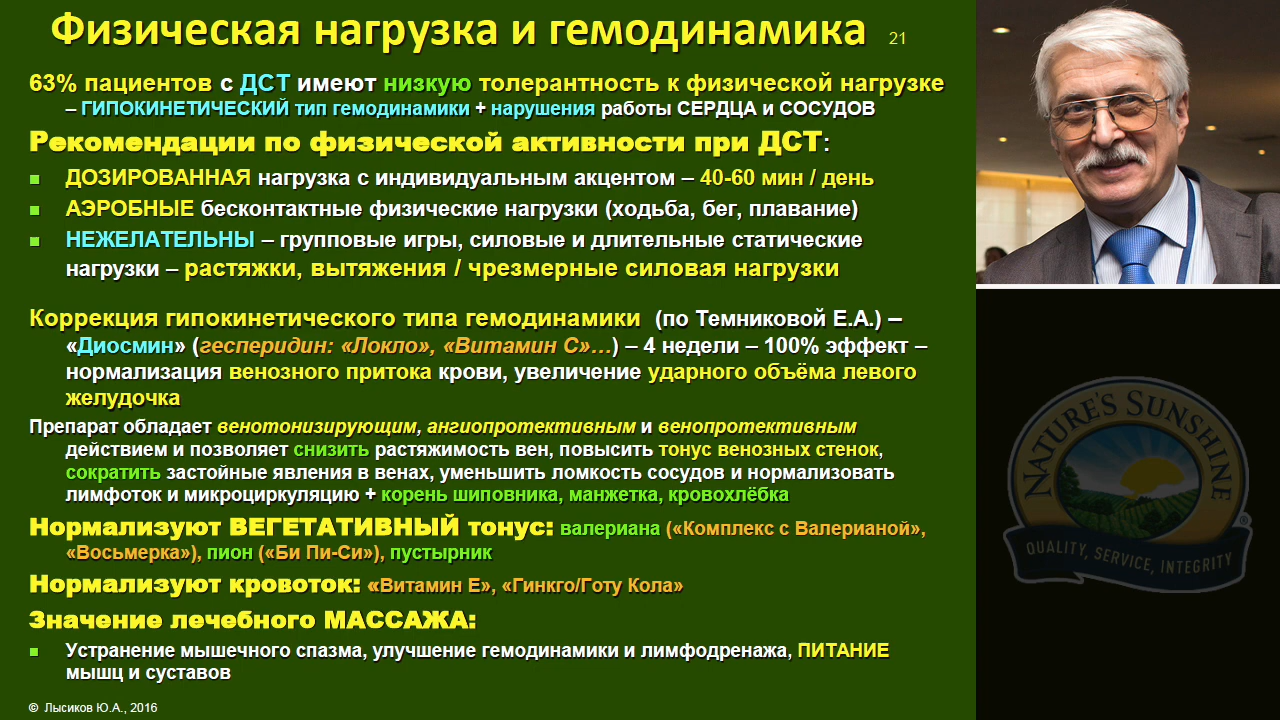 Физическая нагрузка и гемодинамика 21
63% пациентов с ДСТ имеют низкую толерантность к физической нагрузке
– ГИПОКИНЕТИЧЕСКИЙ тип гемодинамики + нарушения работы СЕРДЦА и СОСУДОВ
Рекомендации по физической активности при ДСТ:
ДОЗИРОВАННАЯ нагрузка с индивидуальным акцентом – 40-60 мин / день
АЭРОБНЫЕ бесконтактные физические нагрузки (ходьба, бег, плавание)
НЕЖЕЛАТЕЛЬНЫ – групповые игры, силовые и длительные статические
нагрузки – растяжки, вытяжения / чрезмерные силовая нагрузки
Коррекция гипокинетического типа гемодинамики (по Темниковой Е.А.) –
«Диосмин» (гесперидин: «Локло», «Витамин С»...) – 4 недели – 100% эффект –
нормализация венозного притока крови, увеличение ударного объёма левого
желудочка
Препарат обладает венотонизирующим, ангиопротективным и венопротективным
действием и позволяет снизить растяжимость вен, повысить тонус венозных стенок,
сократить застойные явления в венах, уменьшить ломкость сосудов и нормализовать
лимфоток и микроциркуляцию + корень шиповника, манжетка, кровохлёбка
Нормализуют ВЕГЕТАТИВНЫЙ тонус: валериана («Комплекс с Валерианой»,
«Восьмерка»), пион («Би Пи-Си»), пустырник
Нормализуют кровоток: «Витамин Е», «Гинкго/Готу Кола»
Значение лечебного МАССАЖА:
Устранение мышечного спазма, улучшение гемодинамики и лимфодренажа, ПИТАНИЕ
мышц и суставов
© Лысиков Ю.А., 2016
NATURE'S SUNSHINE
®
QUALITY, SERVICE, INTEGRITY